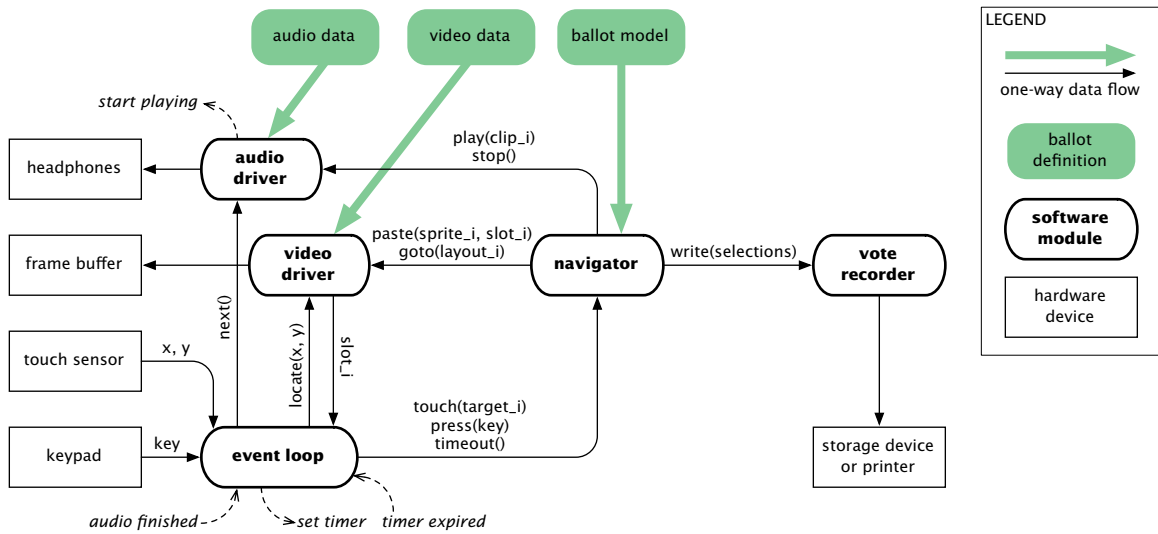 audio data
video data
ballot model
LEGEND
one-way data flow
ballot
definition
software
module
hardware
device
start playing
headphones
audio
driver
play(clip_i)
stop()
frame buffer
video
driver
paste(sprite_i, slot_i)
goto(layout_i)
navigator
write(selections)
vote
recorder
next()
locate(x, y)
slot_i
touch sensor
x, y
keypad
key
event loop
touch(target_i)
press(key)
timeout()
storage device
or printer
audio finished
set timer
timer expired